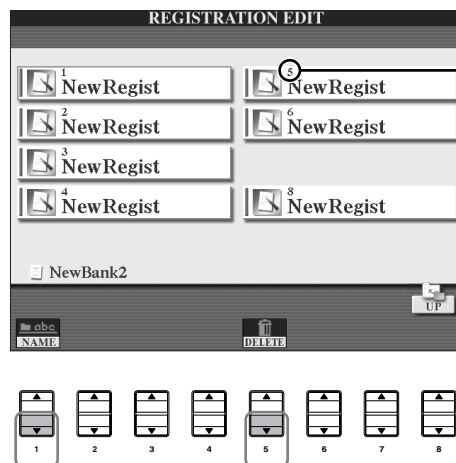 REGISTRATION EDIT
1
NewRegist
5
NewRegist
2
NewRegist
6
NewRegist
3
NewRegist
4
NewRegist
8
NewRegist
NewBank2
UP
abc
NAME
DELETE
1 2 3 4 5 6 7 8